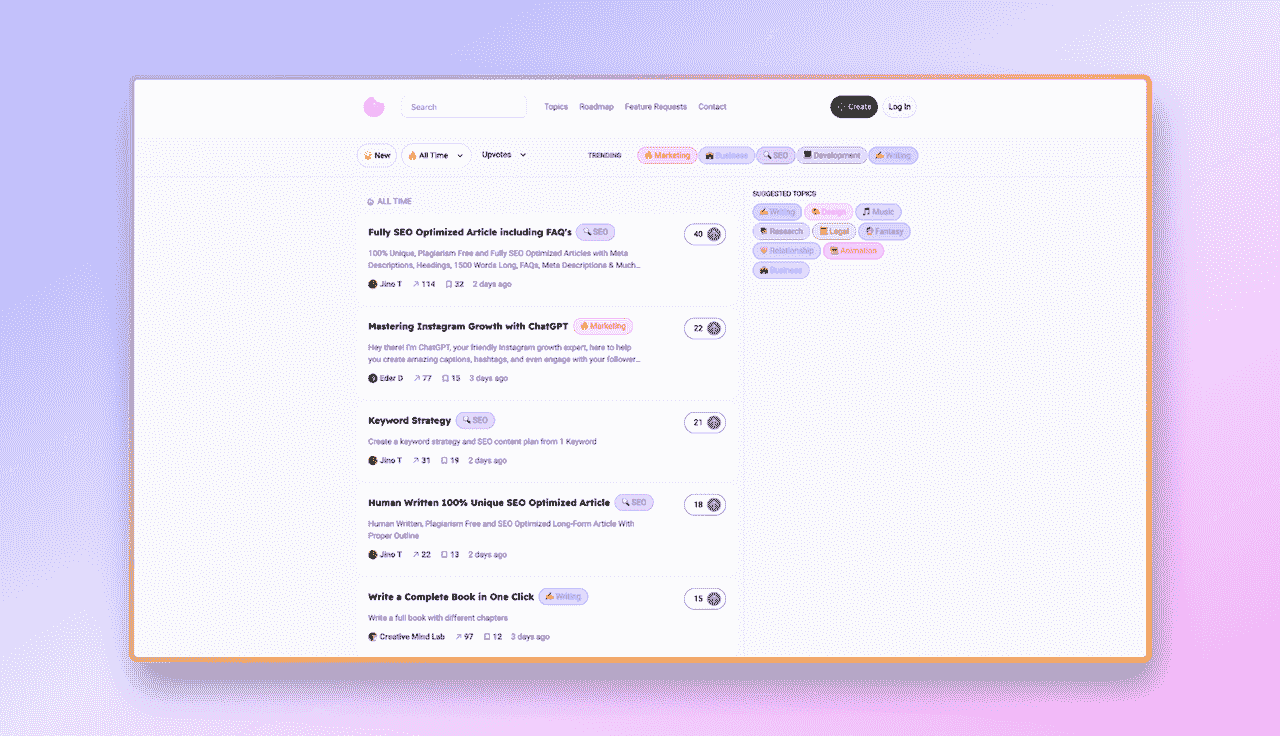 Search
Topics Roadmap Feature Requests Contact
Create Log In
New All Time Upvotes TRENDING Marketing Business SEO Development Writing
ALL TIME
Fully SEO Optimized Article including FAQ's SEO 40
100% Unique, Plagiarism Free and Fully SEO Optimized Articles with Meta
Descriptions, Headings, 1500 Words Long, FAQs, Meta Descriptions & Much...
Jino T 114 32 2 days ago
Mastering Instagram Growth with ChatGPT Marketing 22
Hey there! I'm ChatGPT, your friendly Instagram growth expert, here to help
you create amazing captions, hashtags, and even engage with your follower...
Eder D 77 15 3 days ago
Keyword Strategy SEO 21
Create a keyword strategy and SEO content plan from 1 Keyword
Jino T 31 19 2 days ago
Human Written 100% Unique SEO Optimized Article SEO 18
Human Written, Plagiarism Free and SEO Optimized Long-Form Article With
Proper Outline
Jino T 22 13 2 days ago
Write a Complete Book in One Click Writing 15
Write a full book with different chapters
Creative Mind Lab 97 12 3 days ago
SUGGESTED TOPICS
Writing Design Music
Research Legal Fantasy
Relationship Animation
Business